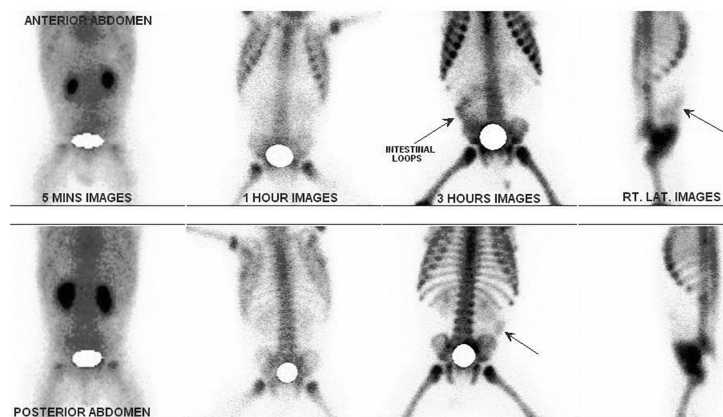 ANTERIOR ABDOMEN
INTESTINAL
LOOPS
5 MINS IMAGES
1 HOUR IMAGES
3 HOURS IMAGES
RT. LAT. IMAGES
POSTERIOR ABDOMEN